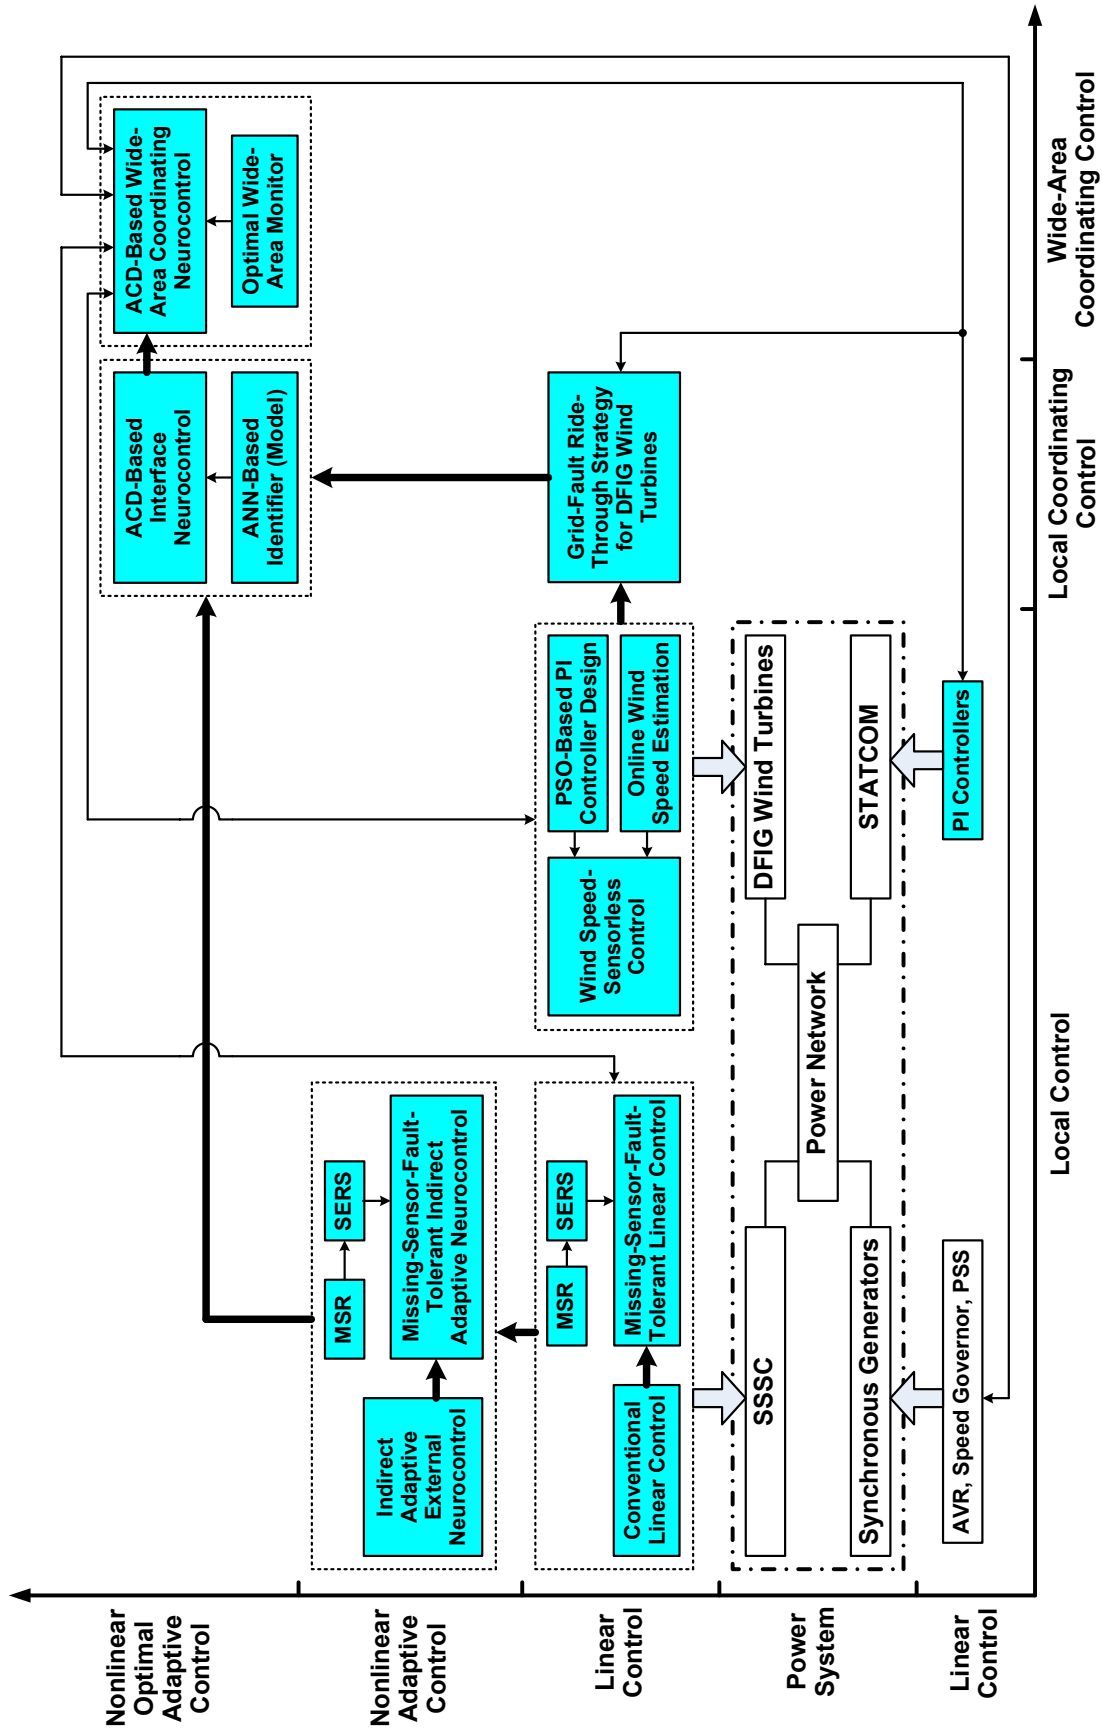 Nonlinear
Optimal
Adaptive
Control
ACD-Based
Interface
Neurocontrol
ANN-Based
Identifier (Model)
ACD-Based Wide-
Area Coordinating
Neurocontrol
Optimal Wide-
Area Monitor
Nonlinear
Adaptive
Control
Indirect
Adaptive
External
Neurocontrol
MSR
SERS
Missing-Sensor-Fault-
Tolerant Indirect
Adaptive Neurocontrol
Linear
Control
Conventional
Linear Control
MSR
SERS
Missing-Sensor-Fault-
Tolerant Linear Control
Wind Speed-
Sensorless
Control
PSO-Based PI
Controller Design
Online Wind
Speed Estimation
Grid-Fault Ride-
Through Strategy
for DFIG Wind
Turbines
Power
System
SSSC
Synchronous Generators
Power Network
DFIG Wind Turbines
STATCOM
Linear
Control
AVR, Speed Governor, PSS
PI Controllers
Local Control
Local Coordinating
Control
Wide-Area
Coordinating Control